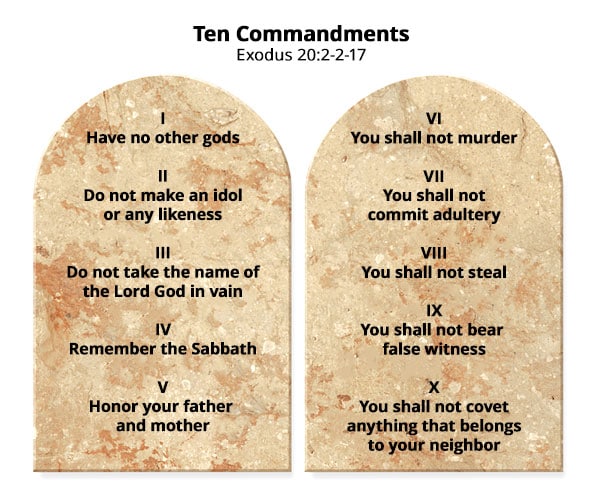 Ten Commandments
Exodus 20:2-2-17
I
Have no other gods
II
Do not make an idol
or any likeness
III
Do not take the name of
the Lord God in vain
IV
Remember the Sabbath
V
Honor your father
and mother
VI
You shall not murder
VII
You shall not
commit adultery
VIII
You shall not steal
IX
You shall not bear
false witness
X
You shall not covet
anything that belongs
to your neighbor